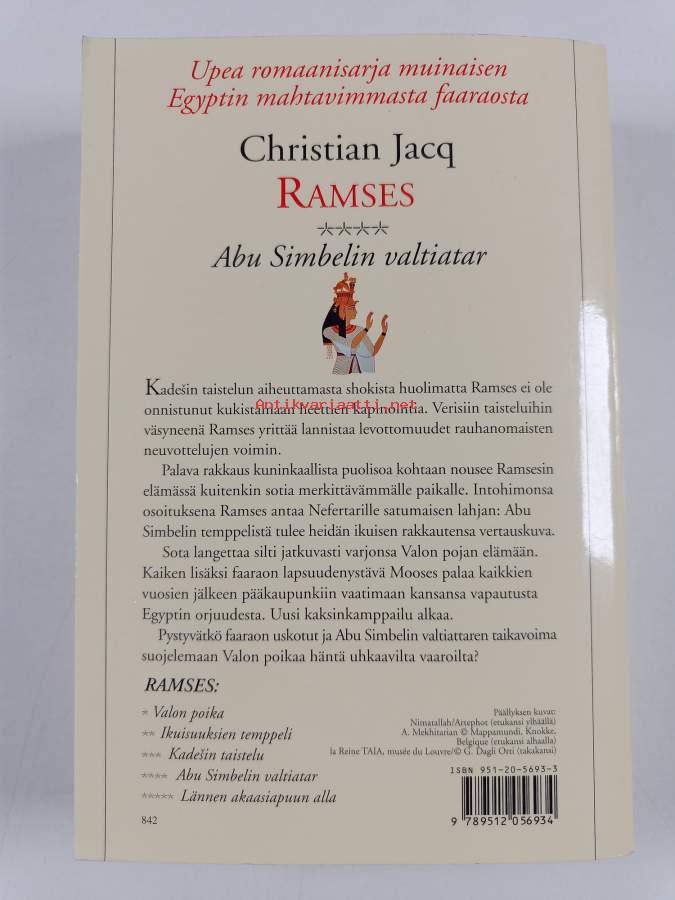 Upea romaanisarja muinaisen
Egyptin mahtavimmasta faaraosta
Christian Jacq
RAMSES
****
Abu Simbelin valtiatar
Kadešin taistelun aiheuttamasta shokista huolimatta Ramses ei ole
onnistunut kukistamaan heettien kapinointia. Verisiin taisteluihin
Antikvariaatti.net
väsyneenä Ramses yrittää lannistaa levottomuudet rauhanomaisten
neuvottelujen voimin.
Palava rakkaus kuninkaallista puolisoa kohtaan nousee Ramsesin
elämässä kuitenkin sotia merkittävämmälle paikalle. Intohimonsa
osoituksena Ramses antaa Nefertarille satumaisen lahjan: Abu
Simbelin temppelistä tulee heidän ikuisen rakkautensa vertauskuva.
Sota langettaa silti jatkuvasti varjonsa Valon pojan elämään.
Kaiken lisäksi faaraon lapsuudenystävä Mooses palaa kaikkien
vuosien jälkeen pääkaupunkiin vaatimaan kansansa vapautusta
Egyptin orjuudesta. Uusi kaksinkamppailu alkaa.
Pystyvätkö faaraon uskotut ja Abu Simbelin valtiattaren taikavoima
suojelemaan Valon poikaa häntä uhkaavilta vaaroilta?
RAMSES:
* Valon poika
** Ikuisuuksien temppeli
*** Kadešin taistelu
**** Abu Simbelin valtiatar
***** Lännen akaasiapuun alla
842
Päällyksen kuvat:
Nimatallah/Artephot (etukansi ylhäällä)
A. Mekhitarian © Mappamundi, Knokke,
Belgique (etukansi alhaalla)
la Reine TAIA, musée du Louvre/© G. Dagli Orti (takakansi)
ISBN 951-20-5693-3
9 789512 056934